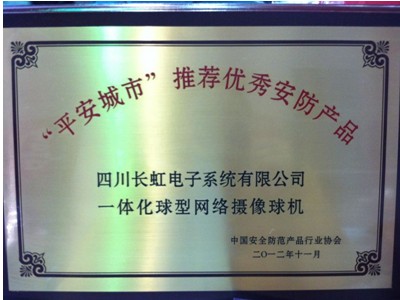 “平安城市”推荐优秀安防产品
四川长虹电子系统有限公司
一体化球型网络摄像球机
中国安全防范产品行业协会
二〇一二年十一月